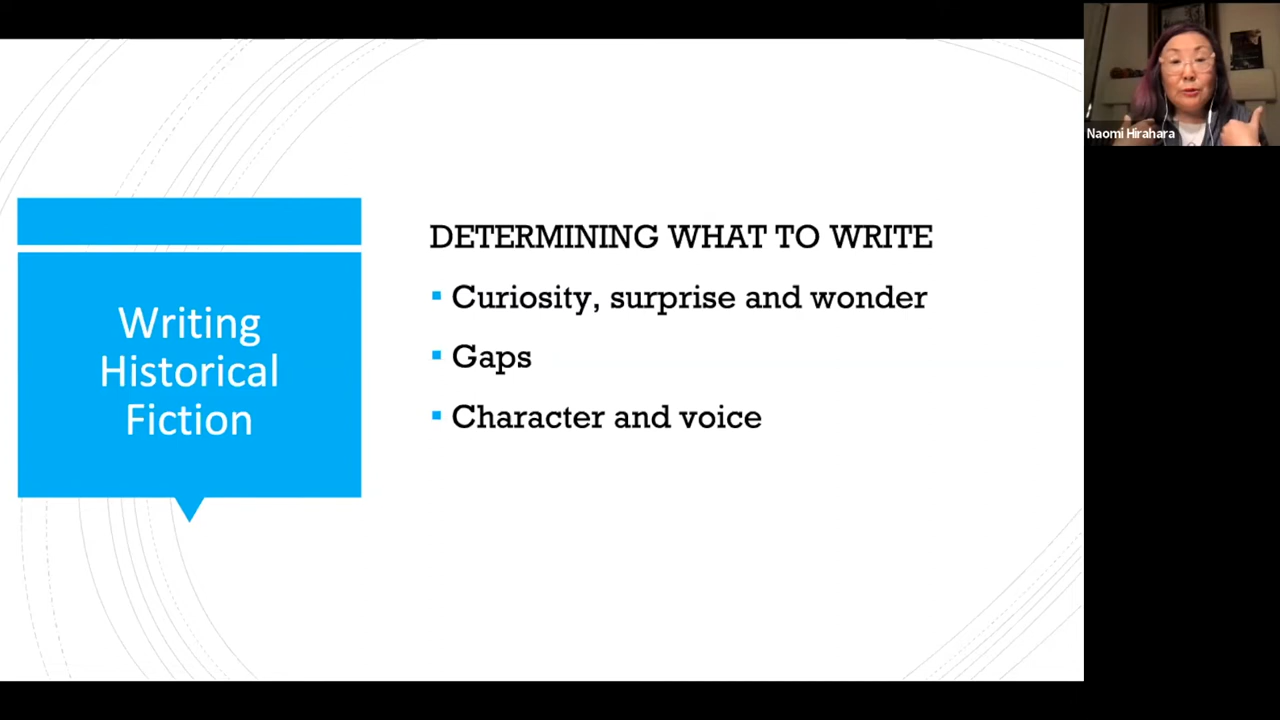 Writing
Historical
Fiction
DETERMINING WHAT TO WRITE
Curiosity, surprise and wonder
Gaps
Character and voice
Naomi Hirahara